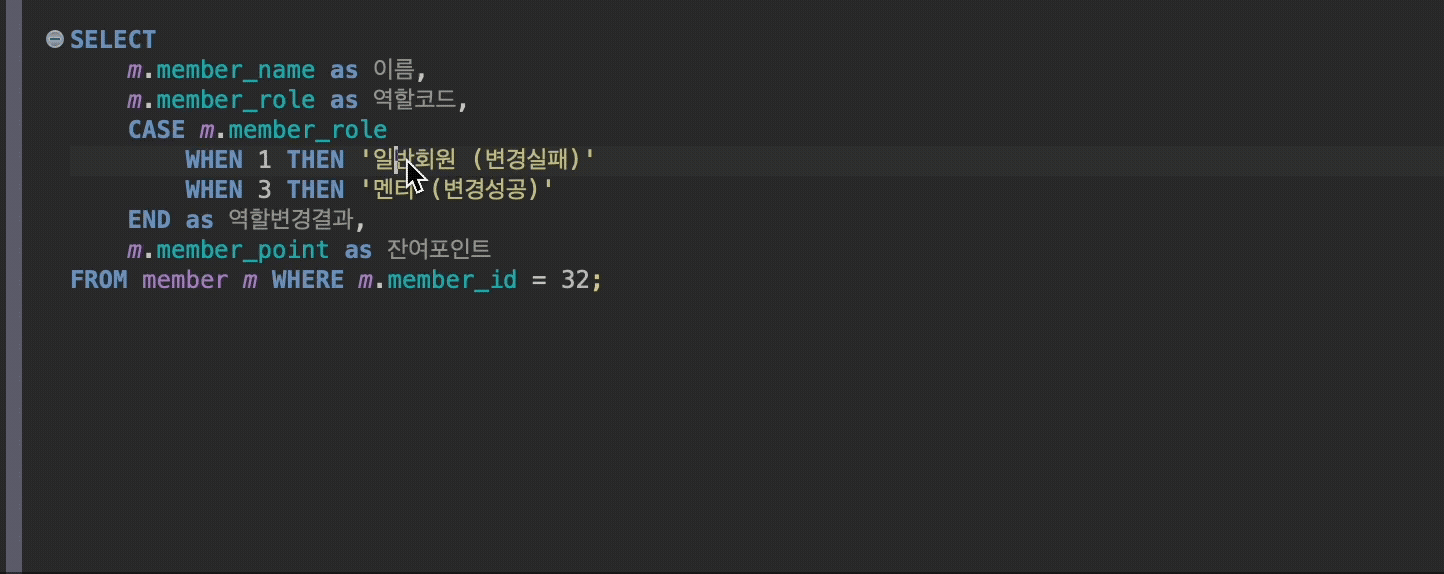 SELECT
m.member_name as 이름,
m.member_role as 역할코드,
CASE m.member_role
WHEN 1 THEN '일반회원 (변경실패)'
WHEN 3 THEN '멘티 (변경성공)'
END as 역할변경결과,
m.member_point as 잔여포인트
FROM member m WHERE m.member_id = 32;